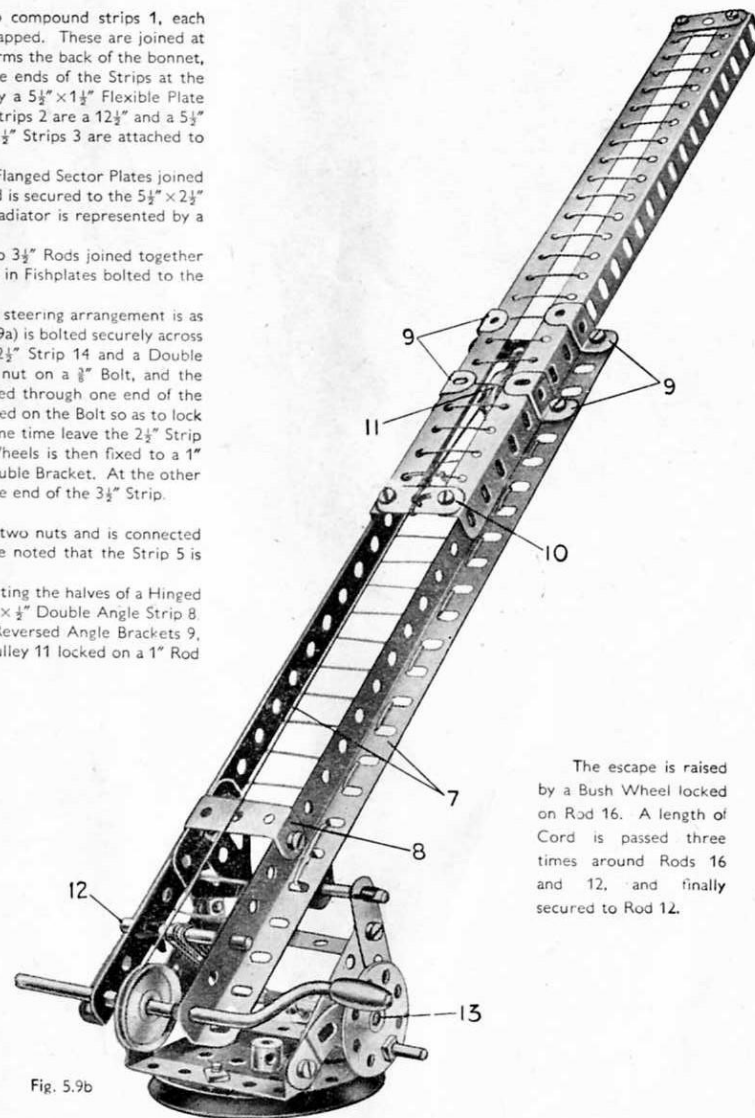 o compound strips 1, each
apped. These are joined at
rms the back of the bonnet,
e ends of the Strips at the
y a 5½″×1½″ Flexible Plate
trips 2 are a 12½″ and a 5½″
½″ Strips 3 are attached to
Flanged Sector Plates joined
d is secured to the 5½″×2½″
adiator is represented by a
o 3½″ Rods joined together
in Fishplates bolted to the
steering arrangement is as
9a) is bolted securely across
2½″ Strip 14 and a Double
nut on a ⅜″ Bolt, and the
ed through one end of the
ed on the Bolt so as to lock
ne time leave the 2½″ Strip
Wheels is then fixed to a 1″
uble Bracket. At the other
e end of the 3½″ Strip.
two nuts and is connected
e noted that the Strip 5 is
ting the halves of a Hinged
× ½″ Double Angle Strip 8
Reversed Angle Brackets 9,
ulley 11 locked on a 1″ Rod
9
9
11
10
7
8
12
13
The escape is raised
by a Bush Wheel locked
on Rod 16. A length of
Cord is passed three
times around Rods 16
and 12, and finally
secured to Rod 12.
Fig. 5.9b